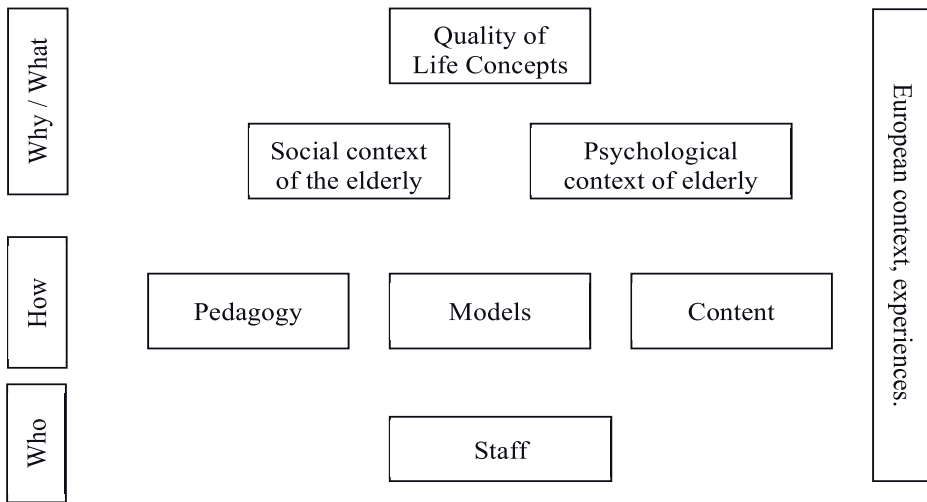 Why / What
Quality of
Life Concepts
Social context
of the elderly
Psychological
context of elderly
How
Pedagogy
Models
Content
Who
Staff
European context, experiences.